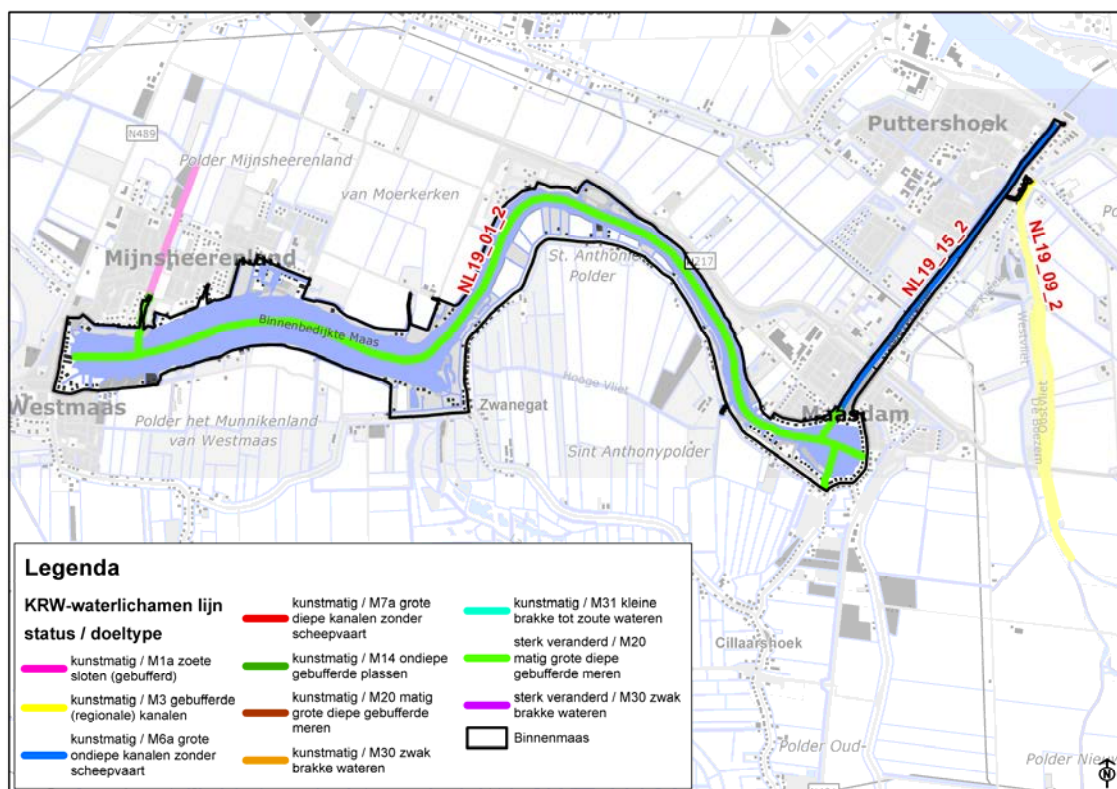 N489
Puttershoek
Polder Mijnsheerenland
van Moerkerken
Mijnsheerenland
NL19_01_2
St. Anthonie
Polder
N217
NL19_15_2
NL19_09_2
Binnenbedijkte Maas
Westvliet
Oostvliet
De Boezem
Hooge Vliet
Westmaas
Zwanegat
Maasdam
Polder het Munnikenland
van Westmaas
Sint Anthonypolder
Cillaarshoek
Polder Oud-
Polder Nieuw
Legenda
KRW-waterlichamen lijn
status / doeltype
kunstmatig / M1a zoete
sloten (gebufferd)
kunstmatig / M3 gebufferde
(regionale) kanalen
kunstmatig / M6a grote
ondiepe kanalen zonder
scheepvaart
kunstmatig / M7a grote
diepe kanalen zonder
scheepvaart
kunstmatig / M14 ondiepe
gebufferde plassen
kunstmatig / M20 matig
grote diepe gebufferde
meren
kunstmatig / M30 zwak
brakke wateren
kunstmatig / M31 kleine
brakke tot zoute wateren
sterk veranderd / M20
matig grote diepe
gebufferde meren
sterk veranderd / M30 zwak
brakke wateren
Binnenmaas
N